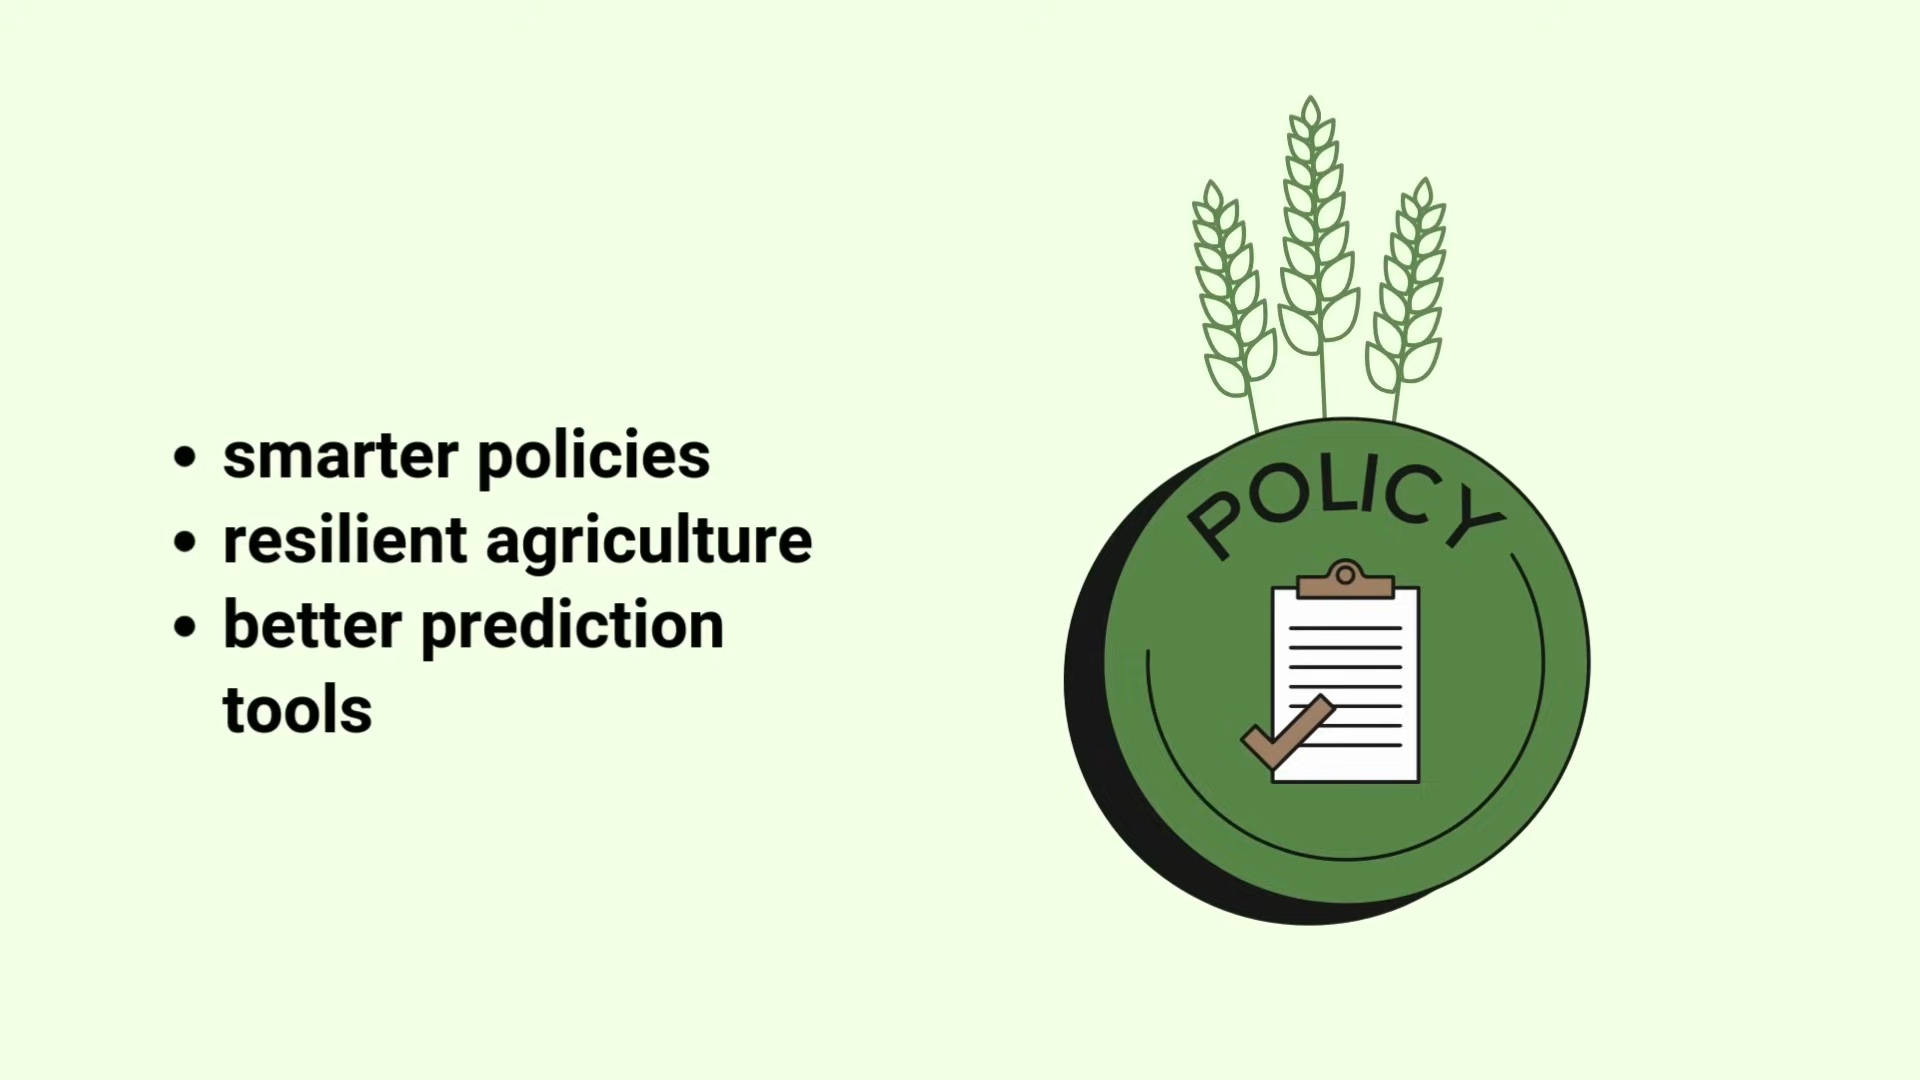 • smarter policies
• resilient agriculture
• better prediction
tools
POLICY